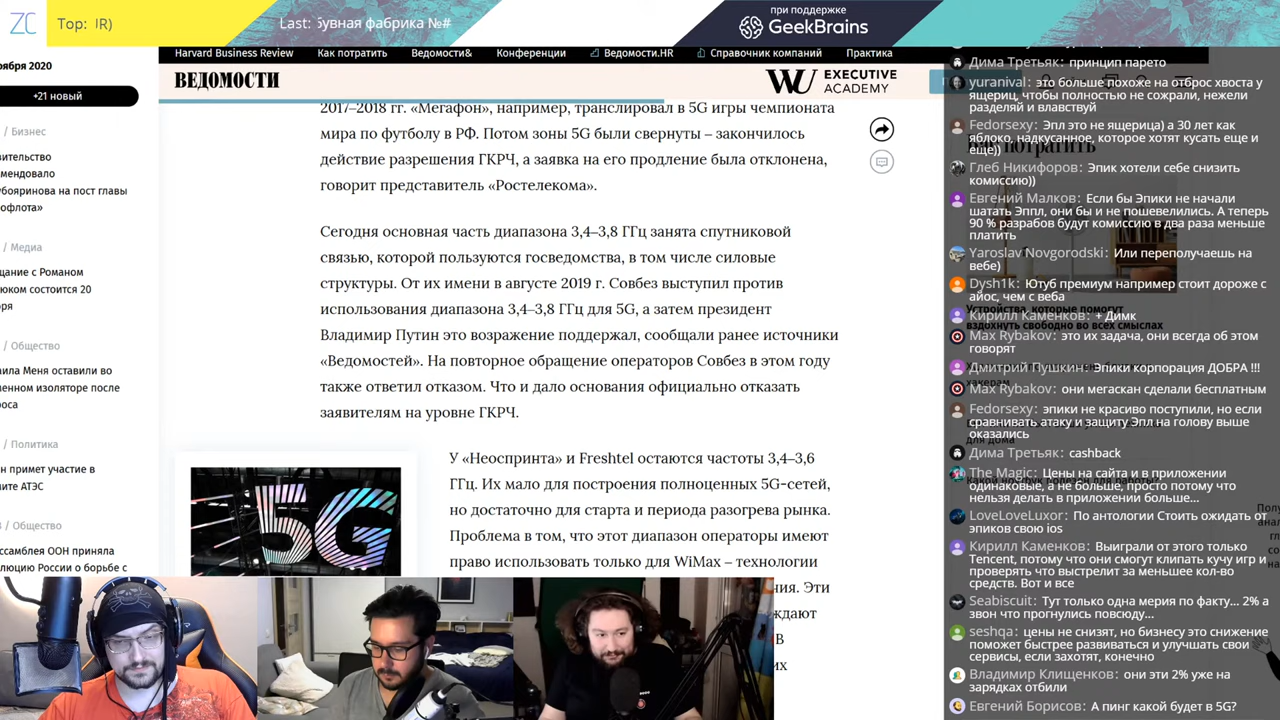 ZC
Top: IR)
Last: бувная фабрика №#
при поддержке
GeekBrains
Harvard Business Review
Как потратить
Ведомости&
Конференции
Ведомости.HR
Справочник компаний
Практика
ября 2020
+21 новый
ВЕДОМОСТИ
WU EXECUTIVE
ACADEMY
/ Бизнес
вительство
мендовало
убояринова на пост главы
офлота»
/ Медиа
щание с Романом
юком состоится 20
ря
/ Общество
аила Меня оставили во
менном изоляторе после
оса
/ Политика
н примет участие в
ите АТЭС
/ Общество
ссамблея ООН приняла
люцию России о борьбе с
2017–2018 гг. «Мегафон», например, транслировал в 5G игры чемпионата
мира по футболу в РФ. Потом зоны 5G были свернуты – закончилось
действие разрешения ГКРЧ, а заявка на его продление была отклонена,
говорит представитель «Ростелекома».
Сегодня основная часть диапазона 3,4–3,8 ГГц занята спутниковой
связью, которой пользуются госведомства, в том числе силовые
структуры. От их имени в августе 2019 г. Совбез выступил против
использования диапазона 3,4–3,8 ГГц для 5G, а затем президент
Владимир Путин это возражение поддержал, сообщали ранее источники
«Ведомостей». На повторное обращение операторов Совбез в этом году
также ответил отказом. Что и дало основания официально отказать
заявителям на уровне ГКРЧ.
5G
У «Неоспринта» и Freshtel остаются частоты 3,4–3,6
ГГц. Их мало для построения полноценных 5G-сетей,
но достаточно для старта и периода разогрева рынка.
Проблема в том, что этот диапазон операторы имеют
право использовать только для WiMax – технологии
ния. Эти
ждают
В
их
Дима Третьяк: принцип парето
yuranival: это больше похоже на отброс хвоста у
ящериц, чтобы полностью не сожрали, нежели
разделяй и влавствуй
Fedorsexy: Эпл это не ящерица) а 30 лет как
яблоко, надкусанное, которое хотят кусать еще и
еще))
Глеб Никифоров: Эпик хотели себе снизить
комиссию))
Евгений Малков: Если бы Эпики не начали
шатать Эппл, они бы и не пошевелились. А теперь
90 % разрабов будут комиссию в два раза меньше
платить
Yaroslav Novgorodski: Или переполучаешь на
вебе)
Dysh1k: Ютуб премиум например стоит дороже с
айос, чем с веба
Устройства, которые помогут
вздохнуть свободно во всех смыслах
Кирилл Каменков: + Димк
Max Rybakov: это их задача, они всегда об этом
говорят
Дмитрий Пушкин: Эпики корпорация ДОБРА !!!
Max Rybakov: они мегаскан сделали бесплатным
Fedorsexy: эпики не красиво поступили, но если
сравнивать атаку и защиту Эпл на голову выше
оказались
Дима Третьяк: cashback
The Magic: Цены на сайта и в приложении
одинаковые, а не больше, просто потому что
нельзя делать в приложении больше...
LoveLoveLuxor: По антологии Стоить ожидать от
эпиков свою ios
Кирилл Каменков: Выиграли от этого только
Tencent, потому что они смогут клипать кучу игр и
проверять что выстрелит за меньшее кол-во
средств. Вот и все
Seabiscuit: Тут только одна мерия по факту... 2% а
звон что прогнулись повсюду...
seshqa: цены не снизят, но бизнесу это снижение
поможет быстрее развиваться и улучшать свои
сервисы, если захотят, конечно
Владимир Клищенков: они эти 2% уже на
зарядках отбили
Евгений Борисов: А пинг какой будет в 5G?